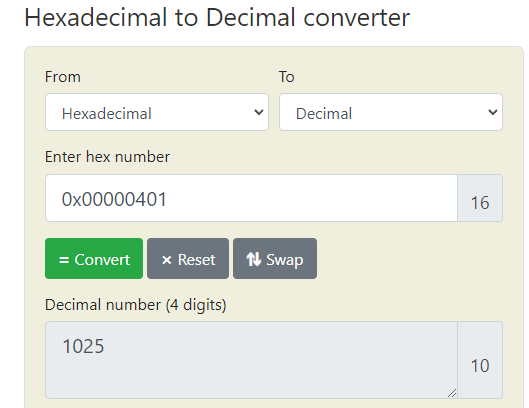 Hexadecimal to Decimal converter
From To
Hexadecimal Decimal
Enter hex number
0x00000401 16
= Convert × Reset ⇅ Swap
Decimal number (4 digits)
1025
10